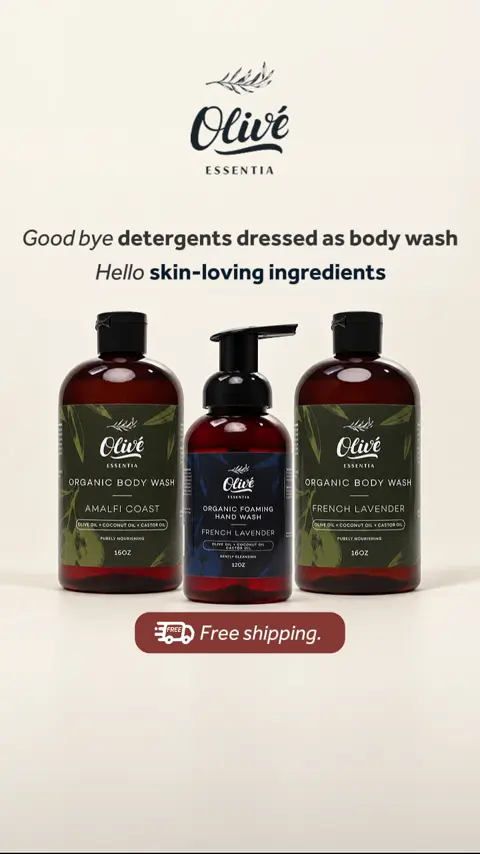 Olivé
ESSENTIA
Good bye detergents dressed as body wash
Hello skin-loving ingredients
Olivé
ESSENTIA
ORGANIC BODY WASH
AMALFI COAST
OLIVE OIL + COCONUT OIL + CASTOR OIL
PURELY NOURISHING
16OZ
Olivé
ESSENTIA
ORGANIC FOAMING
HAND WASH
FRENCH LAVENDER
OLIVE OIL + COCONUT OIL
CASTOR OIL
GENTLY CLEANSING
12OZ
Olivé
ESSENTIA
ORGANIC BODY WASH
FRENCH LAVENDER
OLIVE OIL + COCONUT OIL + CASTOR OIL
PURELY NOURISHING
16OZ
FREE
Free shipping.